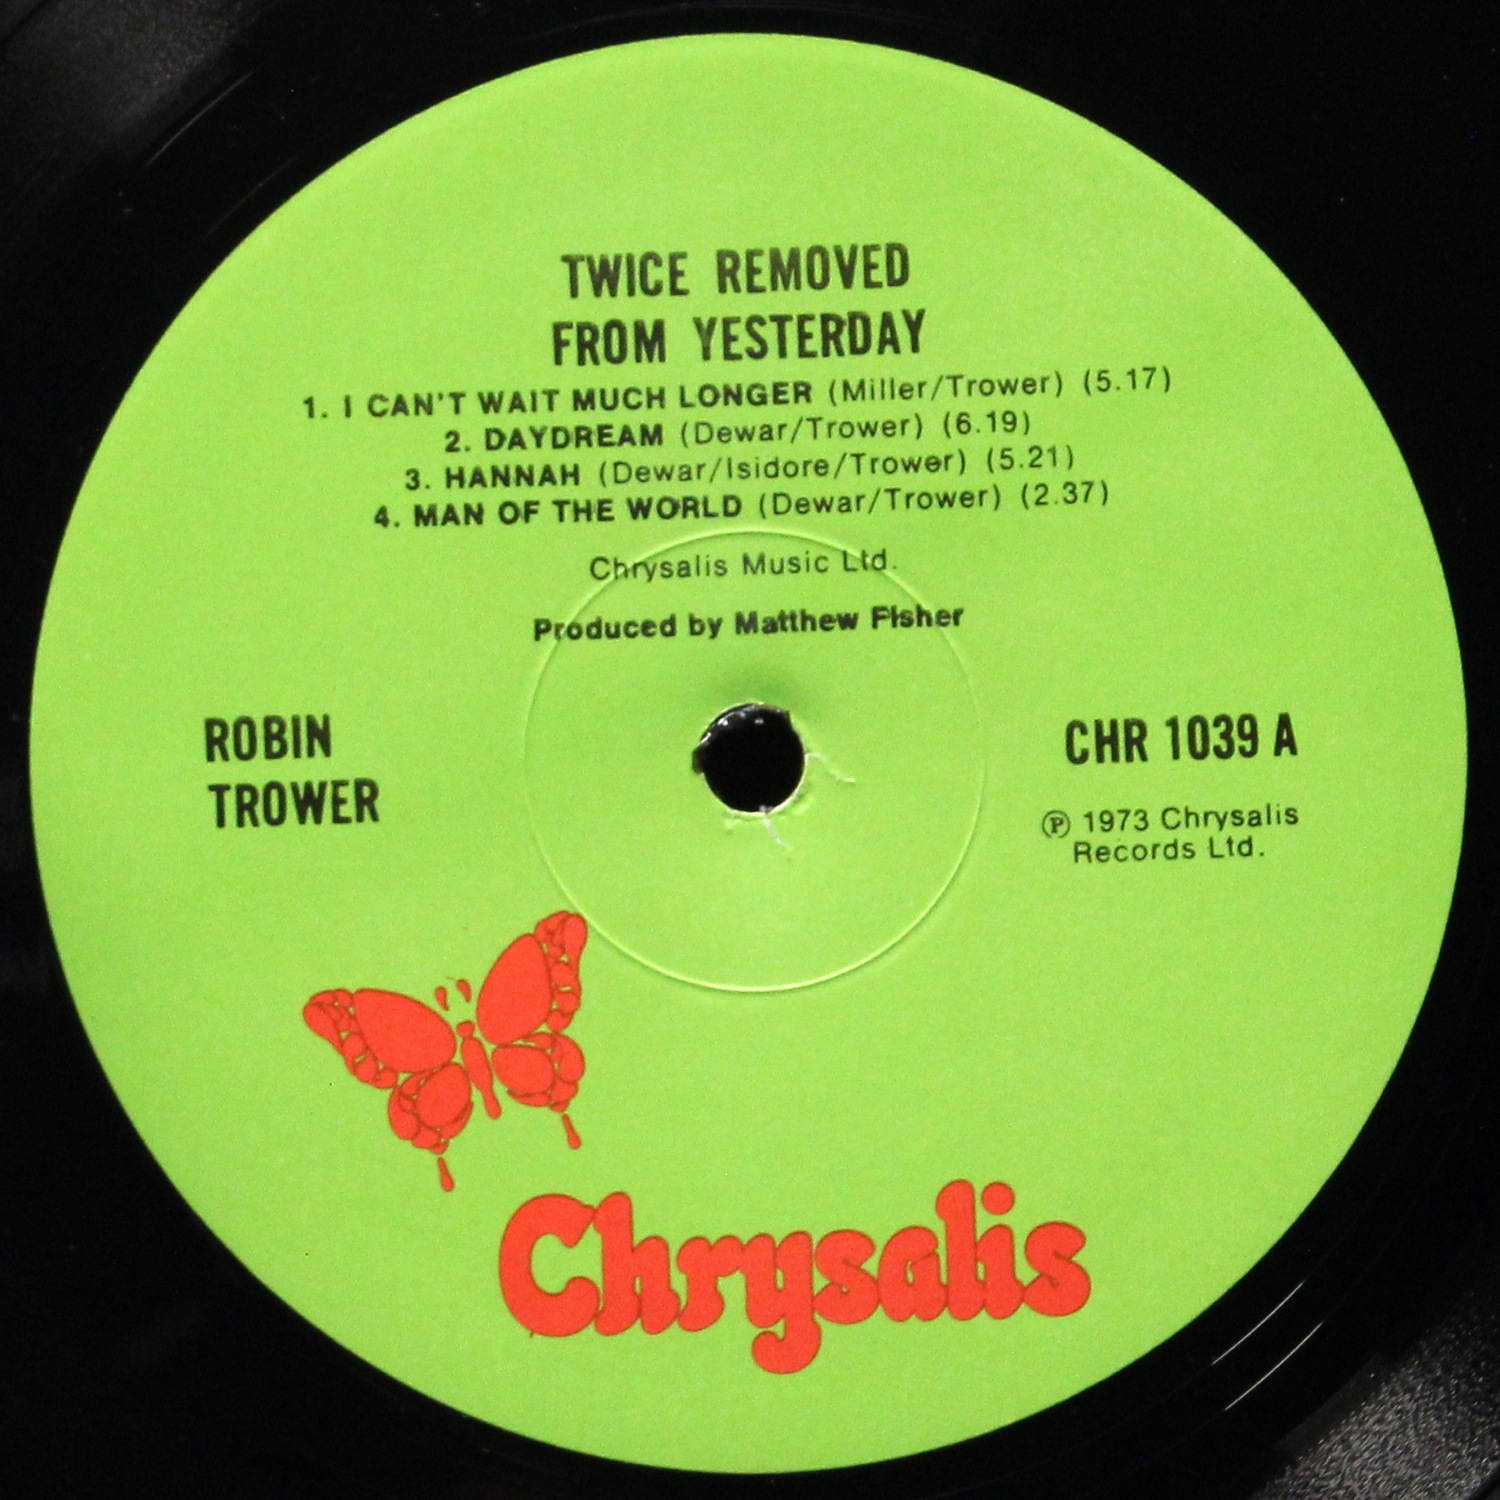 TWICE REMOVED
FROM YESTERDAY
1. I CAN'T WAIT MUCH LONGER (Miller/Trower) (5.17)
2. DAYDREAM (Dewar/Trower) (6.19)
3. HANNAH (Dewar/Isidore/Trower) (5.21)
4. MAN OF THE WORLD (Dewar/Trower) (2.37)
Chrysalis Music Ltd.
Produced by Matthew Fisher
ROBIN
TROWER
CHR 1039 A
℗ 1973 Chrysalis
Records Ltd.
Chrysalis